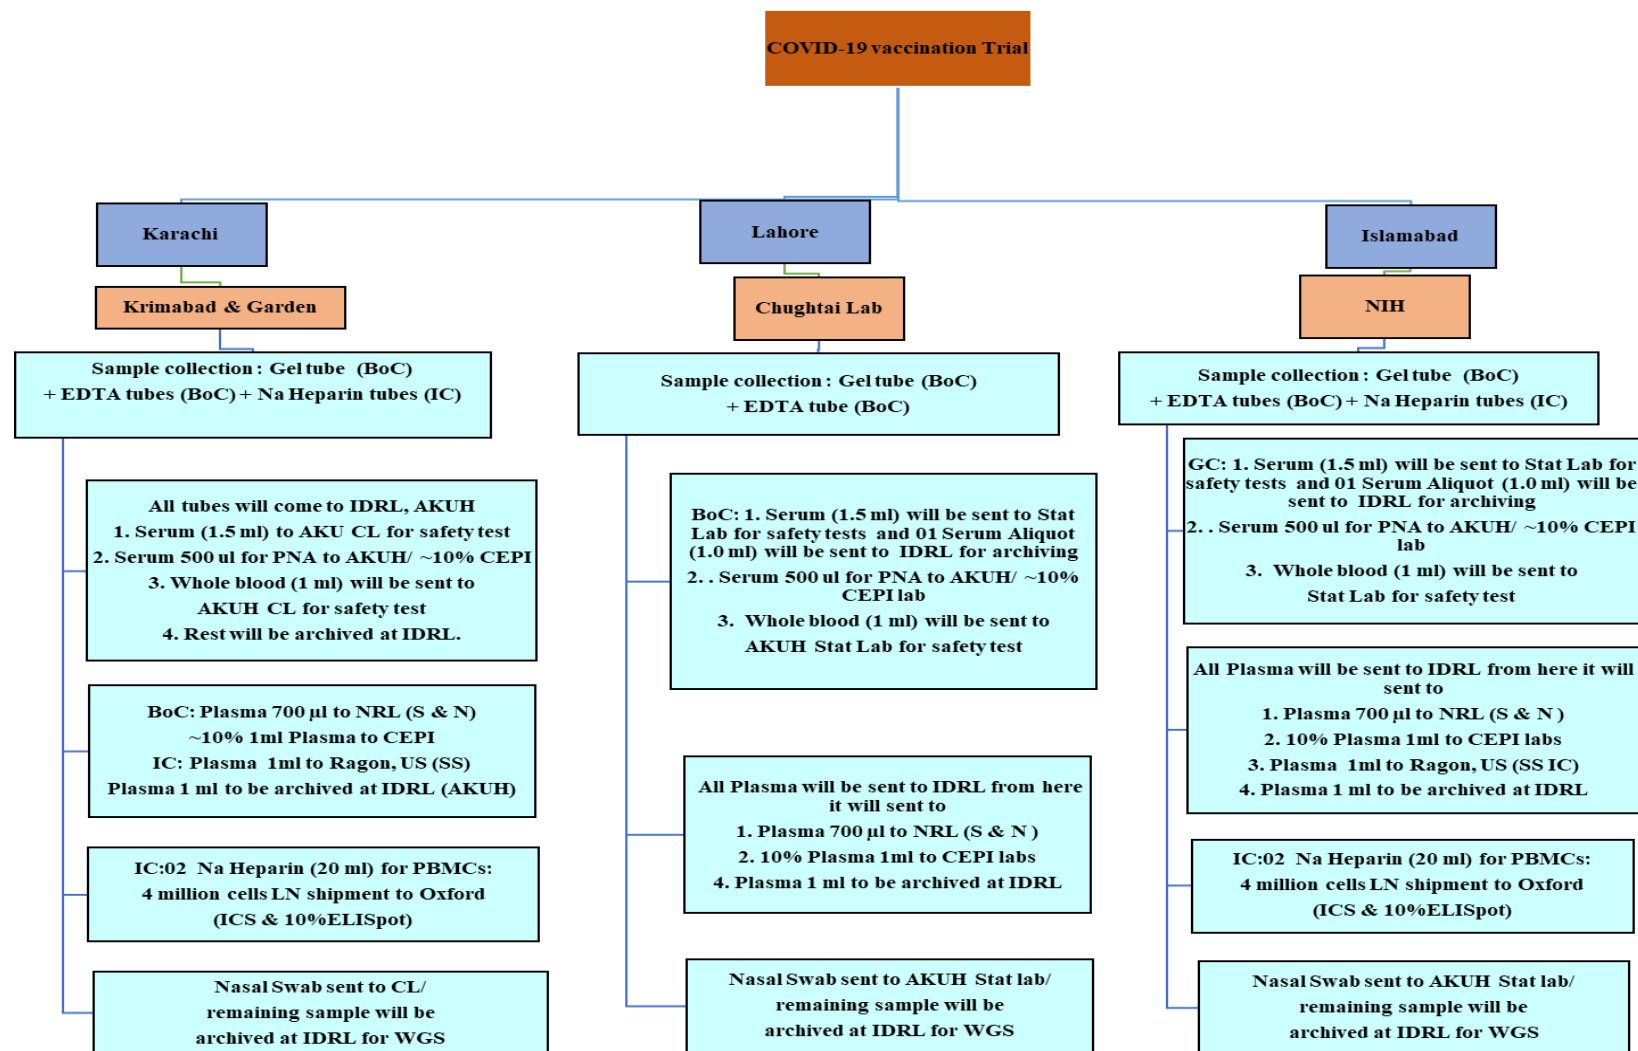 COVID-19 vaccination Trial
Karachi
Krimabad & Garden
Sample collection : Gel tube (BoC)
+ EDTA tubes (BoC) + Na Heparin tubes (IC)
All tubes will come to IDRL, AKUH
1. Serum (1.5 ml) to AKU CL for safety test
2. Serum 500 ul for PNA to AKUH/ ~10% CEPI
3. Whole blood (1 ml) will be sent to
AKUH CL for safety test
4. Rest will be archived at IDRL.
BoC: Plasma 700 µl to NRL (S & N)
~10% 1ml Plasma to CEPI
IC: Plasma 1ml to Ragon, US (SS)
Plasma 1 ml to be archived at IDRL (AKUH)
IC:02 Na Heparin (20 ml) for PBMCs:
4 million cells LN shipment to Oxford
(ICS & 10%ELISpot)
Nasal Swab sent to CL/
remaining sample will be
archived at IDRL for WGS
Lahore
Chughtai Lab
Sample collection : Gel tube (BoC)
+ EDTA tube (BoC)
BoC: 1. Serum (1.5 ml) will be sent to Stat
Lab for safety tests and 01 Serum Aliquot
(1.0 ml) will be sent to IDRL for archiving
2. . Serum 500 ul for PNA to AKUH/ ~10%
CEPI lab
3. Whole blood (1 ml) will be sent to
AKUH Stat Lab for safety test
All Plasma will be sent to IDRL from here
it will sent to
1. Plasma 700 µl to NRL (S & N )
2. 10% Plasma 1ml to CEPI labs
4. Plasma 1 ml to be archived at IDRL
Nasal Swab sent to AKUH Stat lab/
remaining sample will be
archived at IDRL for WGS
Islamabad
NIH
Sample collection : Gel tube (BoC)
+ EDTA tubes (BoC) + Na Heparin tubes (IC)
GC: 1. Serum (1.5 ml) will be sent to Stat Lab for
safety tests and 01 Serum Aliquot (1.0 ml) will be
sent to IDRL for archiving
2. . Serum 500 ul for PNA to AKUH/ ~10% CEPI
lab
3. Whole blood (1 ml) will be sent to
Stat Lab for safety test
All Plasma will be sent to IDRL from here it will
sent to
1. Plasma 700 µl to NRL (S & N )
2. 10% Plasma 1ml to CEPI labs
3. Plasma 1ml to Ragon, US (SS IC)
4. Plasma 1 ml to be archived at IDRL
IC:02 Na Heparin (20 ml) for PBMCs:
4 million cells LN shipment to Oxford
(ICS & 10%ELISpot)
Nasal Swab sent to AKUH Stat lab/
remaining sample will be
archived at IDRL for WGS